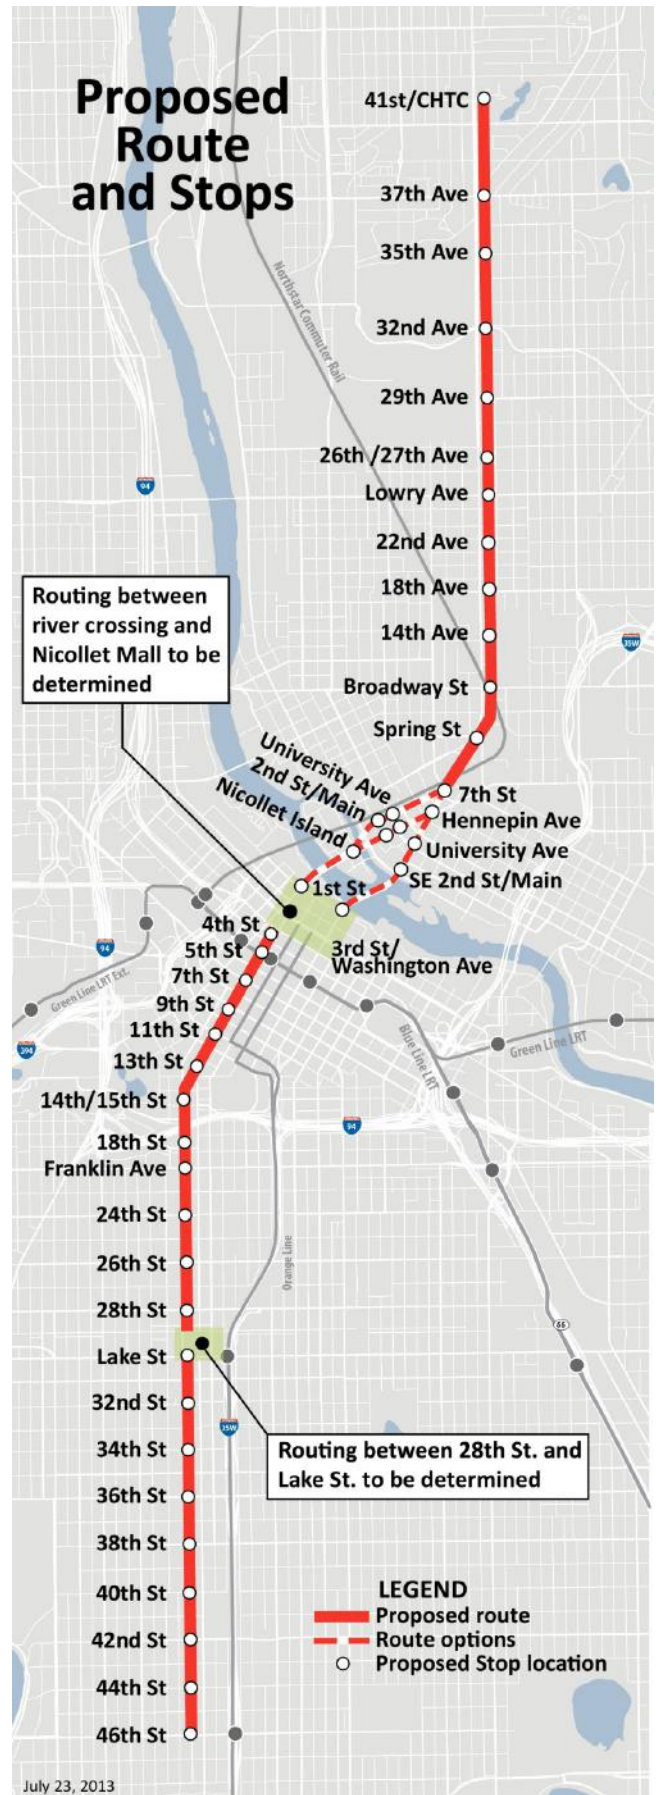 Proposed
Route
and Stops
41st/CHTC
37th Ave
35th Ave
Northstar Commuter Rail
32nd Ave
29th Ave
26th /27th Ave
94
Lowry Ave
22nd Ave
18th Ave
Routing between
river crossing and
Nicollet Mall to be
determined
14th Ave
35W
Broadway St
Spring St
University Ave
2nd St/Main
Nicollet Island
7th St
Hennepin Ave
University Ave
SE 2nd St/Main
1st St
3rd St/
Washington Ave
4th St
5th St
94
7th St
Green Line LRT Ext.
9th St
11th St
394
13th St
Blue Line LRT
Green Line LRT
14th/15th St
94
18th St
Franklin Ave
24th St
26th St
Orange Line
28th St
66
Lake St
32nd St
35W
34th St
Routing between 28th St. and
Lake St. to be determined
36th St
38th St
40th St
42nd St
44th St
46th St
LEGEND
Proposed route
Route options
Proposed Stop location
July 23, 2013